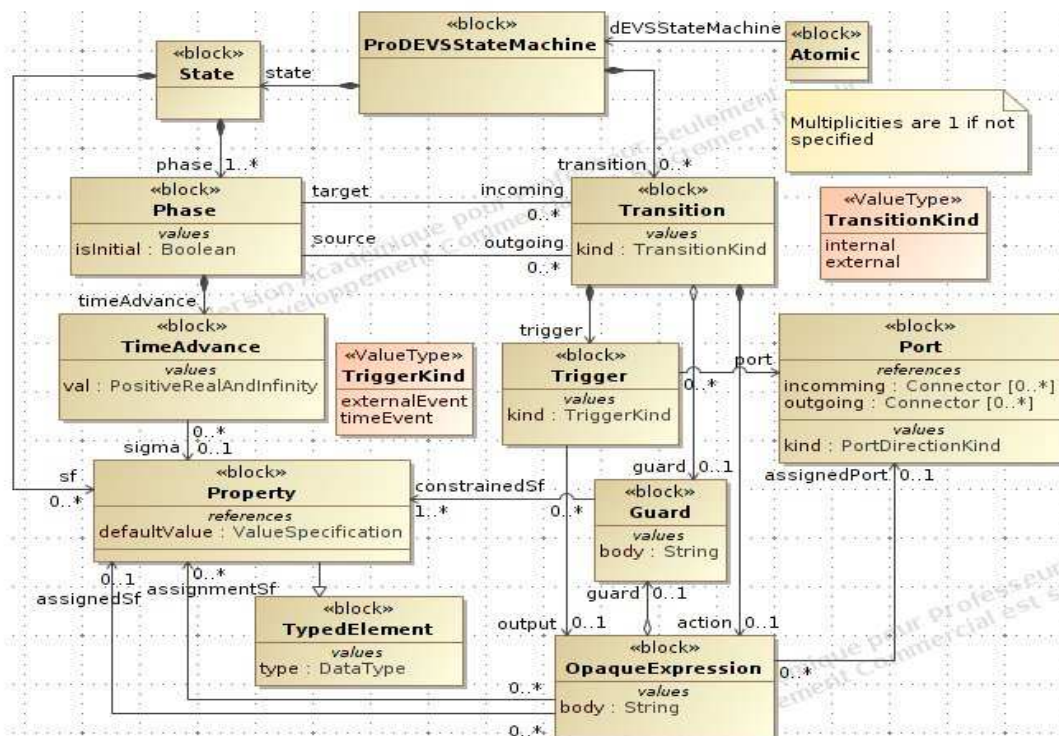 «block»
State
«block»
ProDEVSStateMachine
dEVSStateMachine
«block»
Atomic
state
Multiplicities are 1 if not
specified
phase 1..*
transition 0..*
«block»
Phase
values
isInitial : Boolean
target
incoming
0..*
source
outgoing
0..*
«block»
Transition
values
kind : TransitionKind
«ValueType»
TransitionKind
internal
external
timeAdvance
«block»
TimeAdvance
values
val : PositiveRealAndInfinity
«ValueType»
TriggerKind
externalEvent
timeEvent
trigger
«block»
Trigger
values
kind : TriggerKind
port
0..*
«block»
Port
references
incomming : Connector [0..*]
outgoing : Connector [0..*]
values
kind : PortDirectionKind
0..*
sigma 0..1
sf
0..*
«block»
Property
references
defaultValue : ValueSpecification
constrainedSf
1..*
guard 0..1
assignedPort 0..1
0..*
«block»
Guard
values
body : String
0..1
assignedSf
0..*
assignmentSf
«block»
TypedElement
values
type : DataType
guard 0..1
output 0..1
action 0..1
«block»
OpaqueExpression
values
body : String
0..*
0..*
0..*